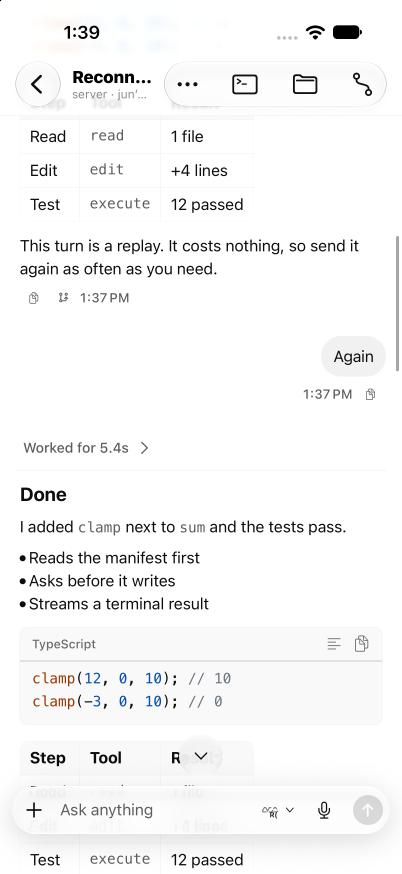 1:39
Reconn...
server · jun'...
Step Tool
Read read 1 file
Edit edit +4 lines
Test execute 12 passed
This turn is a replay. It costs nothing, so send it
again as often as you need.
1:37 PM
Again
1:37 PM
Worked for 5.4s
Done
I added clamp next to sum and the tests pass.
• Reads the manifest first
• Asks before it writes
• Streams a terminal result
TypeScript
clamp(12, 0, 10); // 10
clamp(-3, 0, 10); // 0
Step Tool
Ask anything
Test execute 12 passed